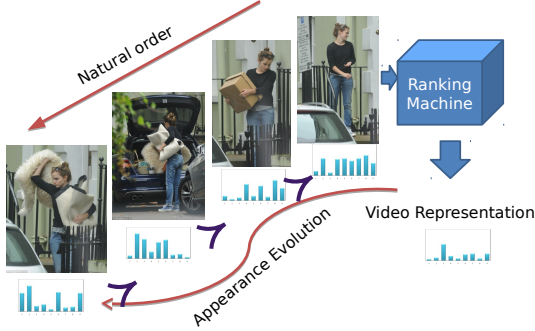 Natural order
Ranking
Machine
Video Representation
Appearance Evolution